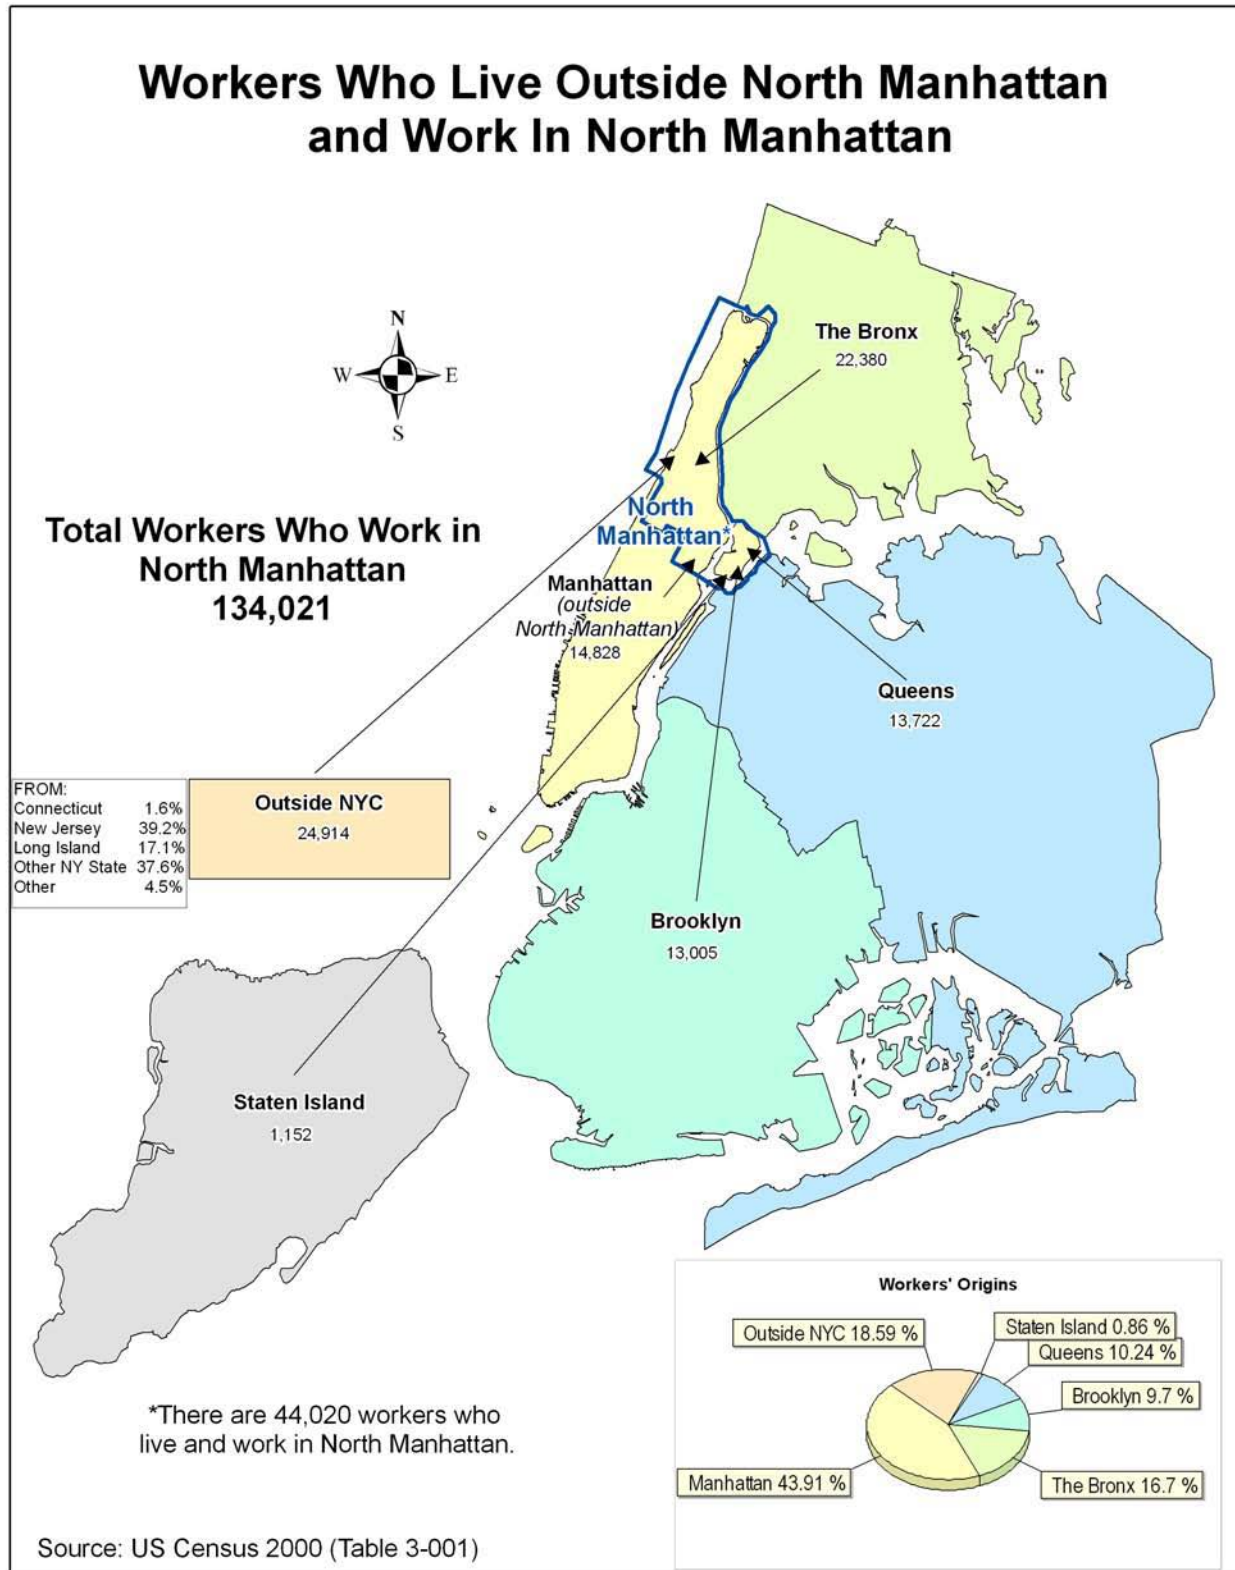 Workers Who Live Outside North Manhattan
and Work In North Manhattan
N
W
E
S
The Bronx
22,380
North
Manhattan*
Total Workers Who Work in
North Manhattan
134,021
Manhattan
(outside
North Manhattan)
14,828
Queens
13,722
FROM:
Connecticut 1.6%
New Jersey 39.2%
Long Island 17.1%
Other NY State 37.6%
Other 4.5%
Outside NYC
24,914
Brooklyn
13,005
Staten Island
1,152
Workers' Origins
Outside NYC 18.59 %
Staten Island 0.86 %
Queens 10.24 %
Brooklyn 9.7 %
Manhattan 43.91 %
The Bronx 16.7 %
*There are 44,020 workers who
live and work in North Manhattan.
Source: US Census 2000 (Table 3-001)